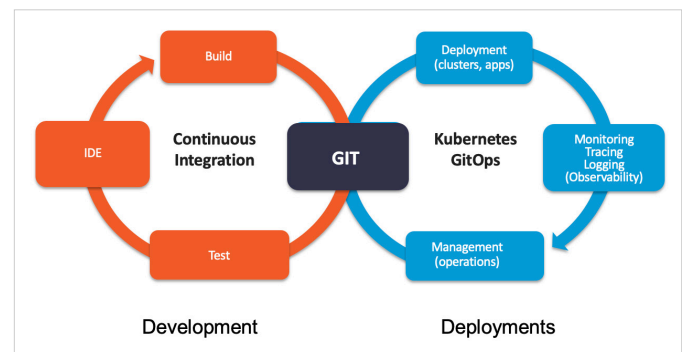 Build
Deployment
(clusters, apps)
IDE
Continuous
Integration
GIT
Kubernetes
GitOps
Monitoring
Tracing
Logging
(Observability)
Test
Management
(operations)
Development
Deployments